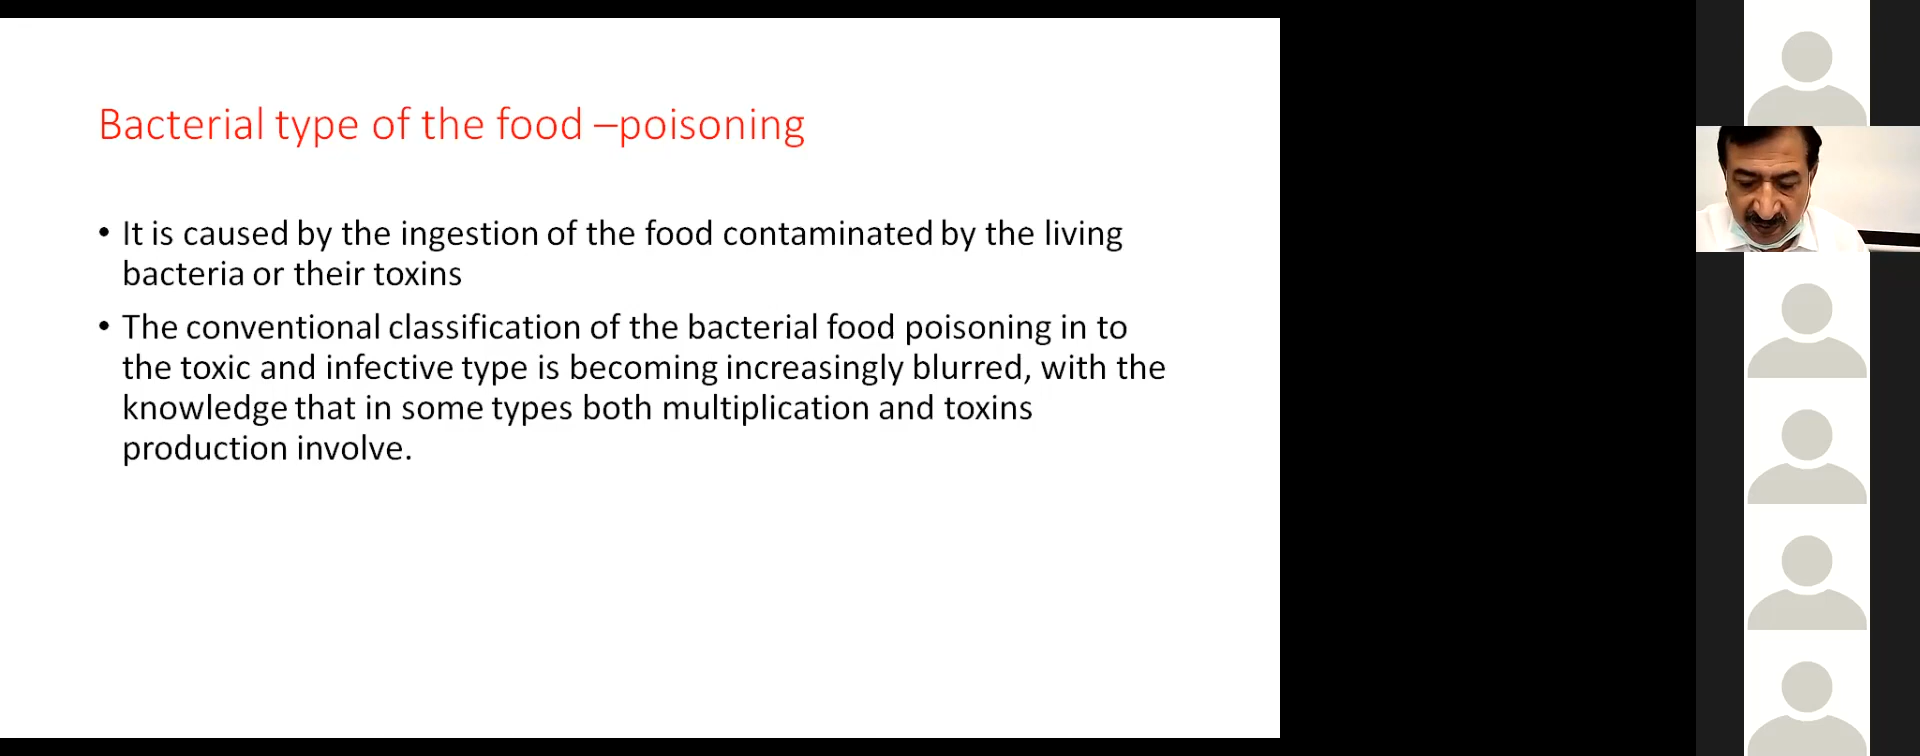 Bacterial type of the food –poisoning
• It is caused by the ingestion of the food contaminated by the living
bacteria or their toxins
• The conventional classification of the bacterial food poisoning in to
the toxic and infective type is becoming increasingly blurred, with the
knowledge that in some types both multiplication and toxins
production involve.